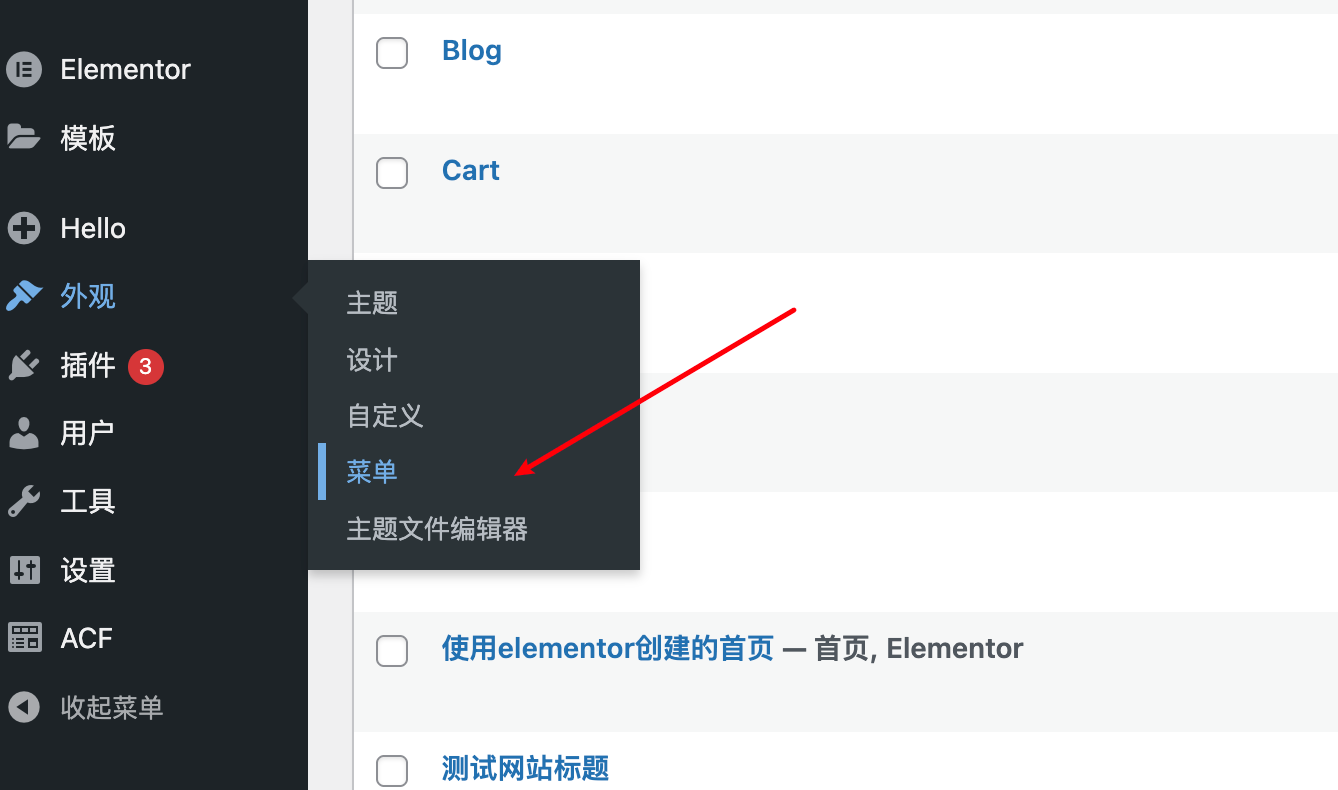 Elementor
模板
Hello
外观
插件 3
用户
工具
设置
ACF
收起菜单
主题
设计
自定义
菜单
主题文件编辑器
Blog
Cart
使用elementor创建的首页 — 首页, Elementor
测试网站标题